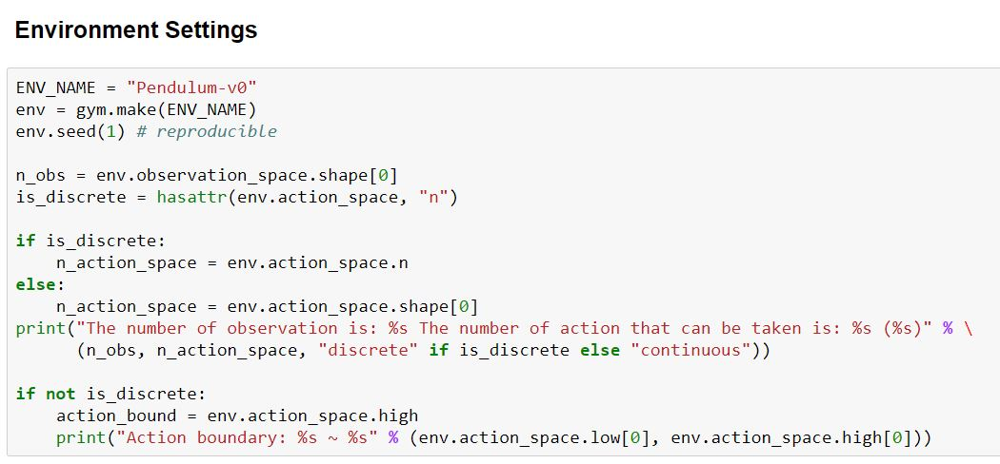 Environment Settings
ENV_NAME = "Pendulum-v0"
env = gym.make(ENV_NAME)
env.seed(1) # reproducible

n_obs = env.observation_space.shape[0]
is_discrete = hasattr(env.action_space, "n")

if is_discrete:
    n_action_space = env.action_space.n
else:
    n_action_space = env.action_space.shape[0]
print("The number of observation is: %s The number of action that can be taken is: %s (%s)" % \
      (n_obs, n_action_space, "discrete" if is_discrete else "continuous"))

if not is_discrete:
    action_bound = env.action_space.high
    print("Action boundary: %s ~ %s" % (env.action_space.low[0], env.action_space.high[0]))